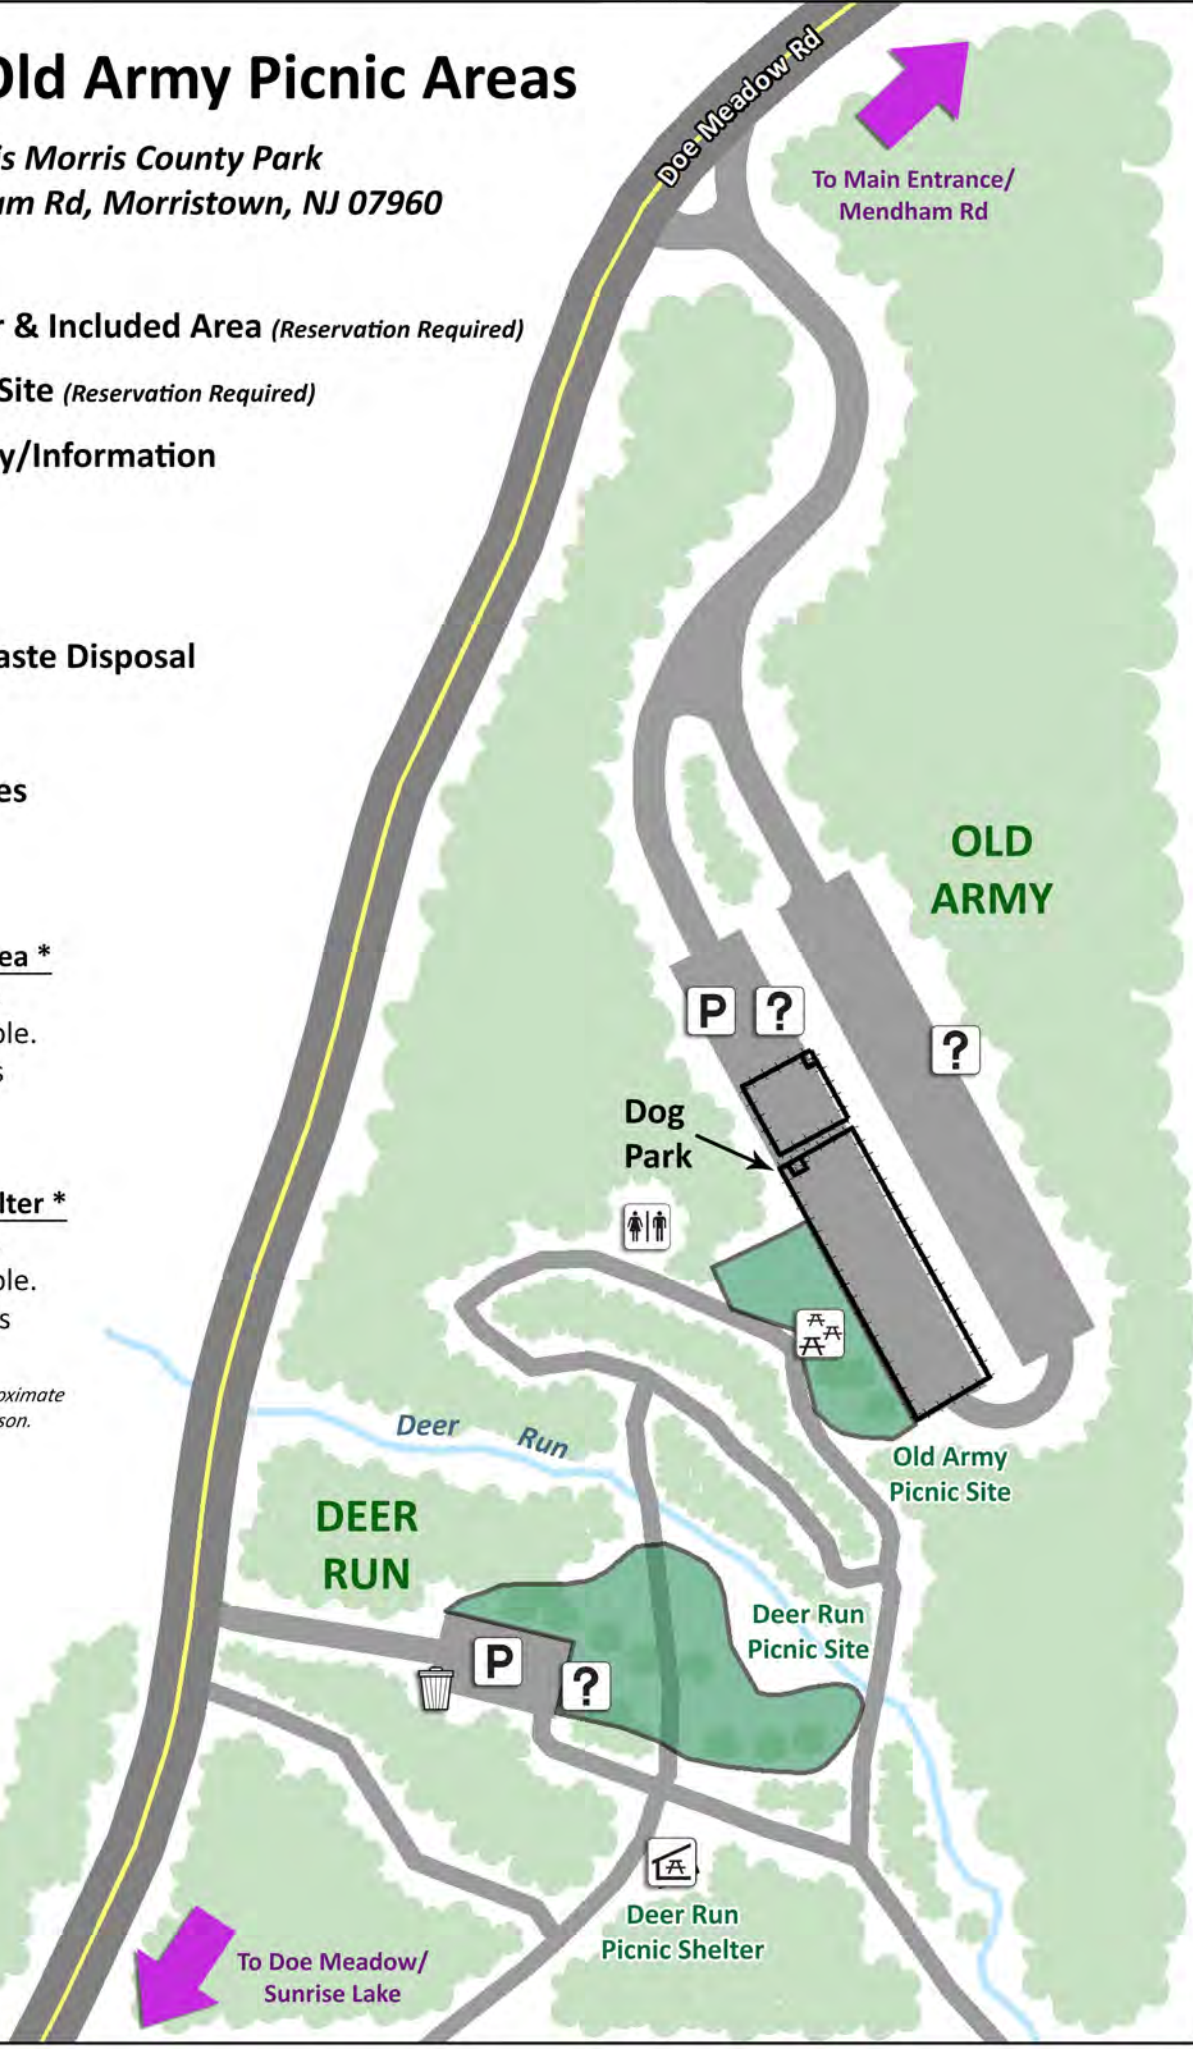 Old Army Picnic Areas
is Morris County Park
am Rd, Morristown, NJ 07960
r & Included Area (Reservation Required)
Site (Reservation Required)
y/Information
aste Disposal
es
ea *
ole.
s
lter *
ole.
s
oximate
son.
Doe Meadow Rd
To Main Entrance/
Mendham Rd
OLD
ARMY
P
?
?
Dog
Park
Old Army
Picnic Site
Deer Run
DEER
RUN
Deer Run
Picnic Site
P
?
Deer Run
Picnic Shelter
To Doe Meadow/
Sunrise Lake